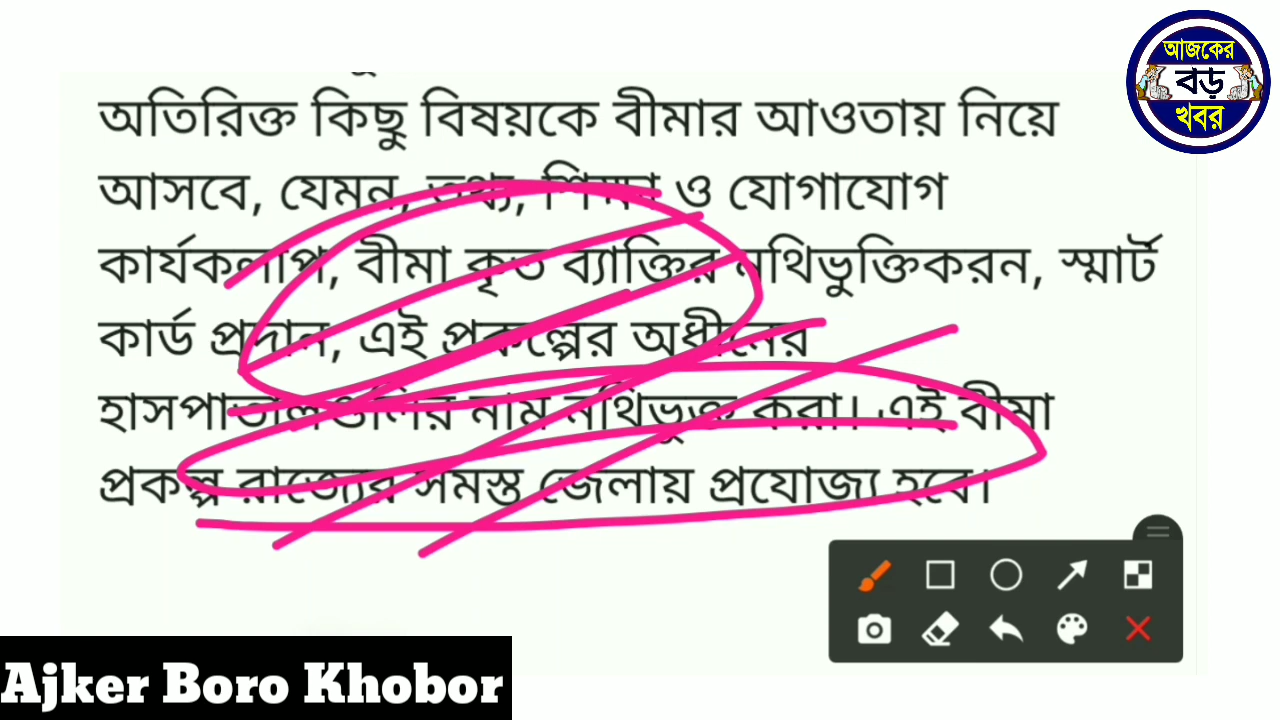 অতিরিক্ত কিছু বিষয়কে বীমার আওতায় নিয়ে
আসবে, যেমন, তথ্য, শিক্ষা ও যোগাযোগ
কার্যকলাপ, বীমা কৃত ব্যাক্তির নথিভুক্তিকরন, স্মার্ট
কার্ড প্রদান, এই প্রকল্পের অধীনের
হাসপাতালগুলির নাম নথিভুক্ত করা। এই বীমা
প্রকল্প রাজ্যের সমস্ত জেলায় প্রযোজ্য হবে।
আজকের
বড়
খবর
Ajker Boro Khobor